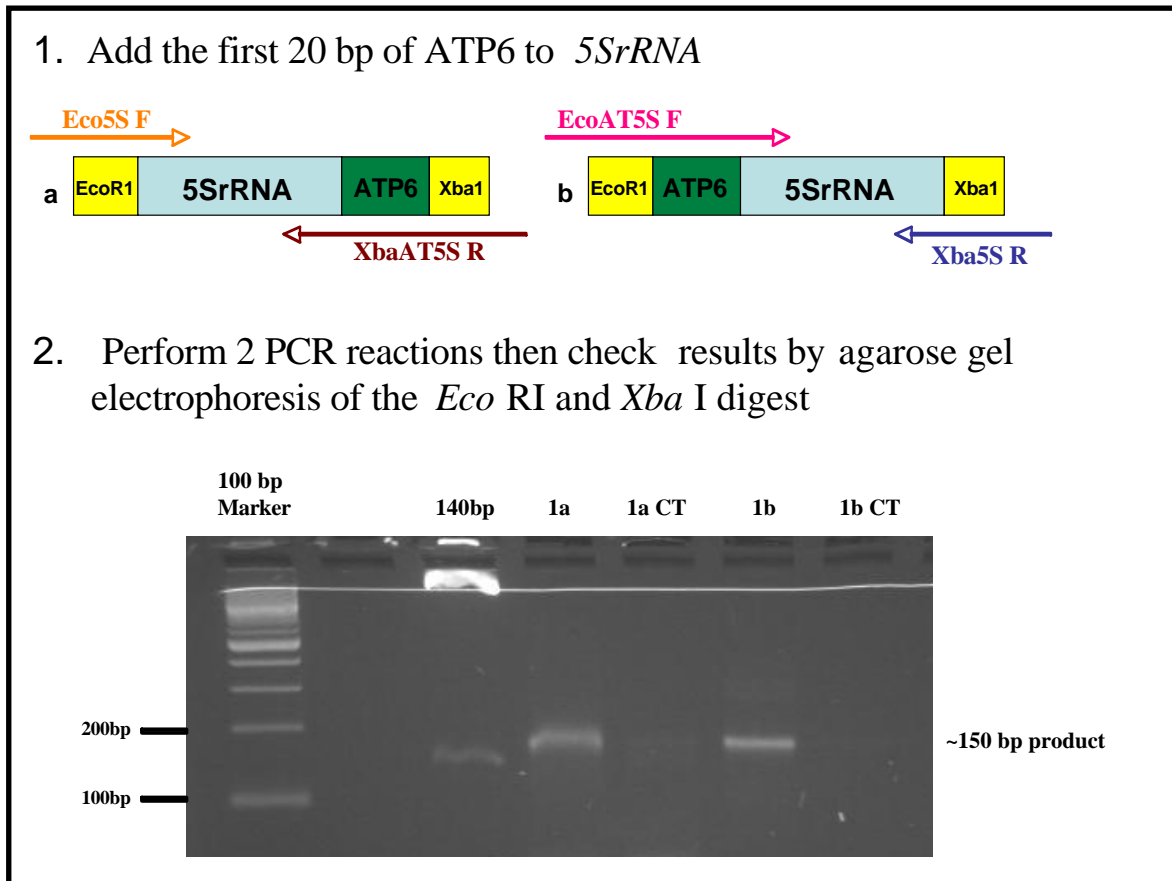 1. Add the first 20 bp of ATP6 to 5SrRNA
Eco5S F
EcoAT5S F
a
EcoR1
5SrRNA
ATP6
Xba1
b
EcoR1
ATP6
5SrRNA
Xba1
XbaAT5S R
Xba5S R
2. Perform 2 PCR reactions then check results by agarose gel
electrophoresis of the Eco RI and Xba I digest
100 bp
Marker
140bp
1a
1a CT
1b
1b CT
200bp
~150 bp product
100bp